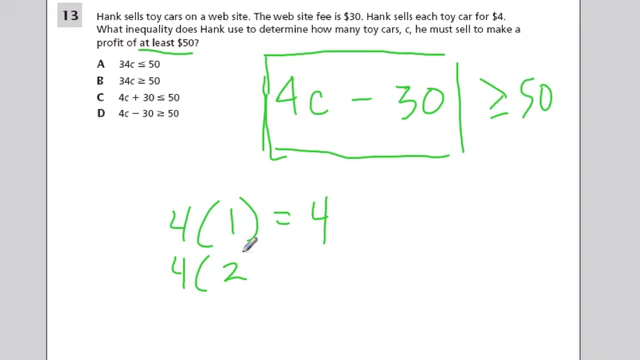 13 Hank sells toy cars on a web site. The web site fee is $30. Hank sells each toy car for $4.
What inequality does Hank use to determine how many toy cars, c, he must sell to make a
profit of at least $50?
A 34c ≤ 50
B 34c ≥ 50
C 4c + 30 ≤ 50
D 4c − 30 ≥ 50
4c − 30 ≥ 50
4(1) = 4
4(2